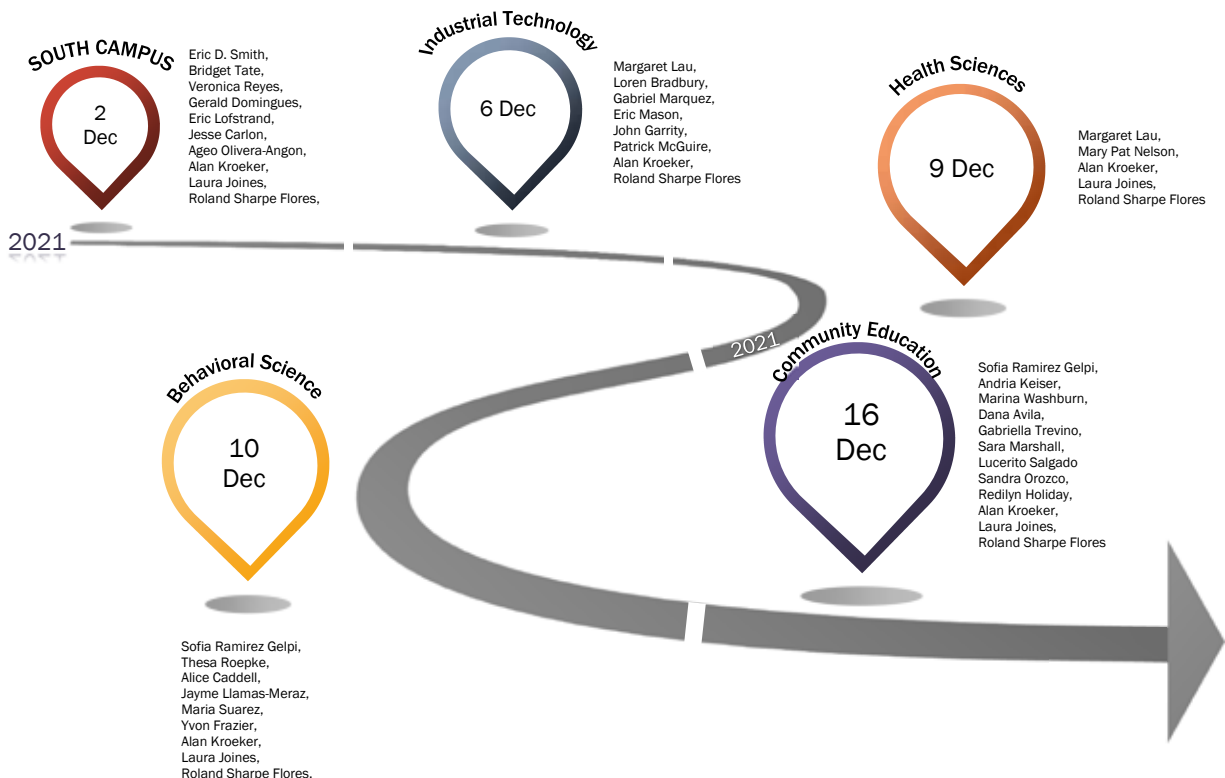 SOUTH CAMPUS
2
Dec
Eric D. Smith,
Bridget Tate,
Veronica Reyes,
Gerald Domingues,
Eric Lofstrand,
Jesse Carlon,
Ageo Olivera-Angon,
Alan Kroeker,
Laura Joines,
Roland Sharpe Flores,
Industrial Technology
6 Dec
Margaret Lau,
Loren Bradbury,
Gabriel Marquez,
Eric Mason,
John Garrity,
Patrick McGuire,
Alan Kroeker,
Roland Sharpe Flores
Health Sciences
9 Dec
Margaret Lau,
Mary Pat Nelson,
Alan Kroeker,
Laura Joines,
Roland Sharpe Flores
2021
2021
Behavioral Science
10
Dec
Sofia Ramirez Gelpi,
Thesa Roepke,
Alice Caddell,
Jayme Llamas-Meraz,
Maria Suarez,
Yvon Frazier,
Alan Kroeker,
Laura Joines,
Roland Sharpe Flores,
Community Education
16
Dec
Sofia Ramirez Gelpi,
Andria Keiser,
Marina Washburn,
Dana Avila,
Gabriella Trevino,
Sara Marshall,
Lucerito Salgado
Sandra Orozco,
Redilyn Holiday,
Alan Kroeker,
Laura Joines,
Roland Sharpe Flores